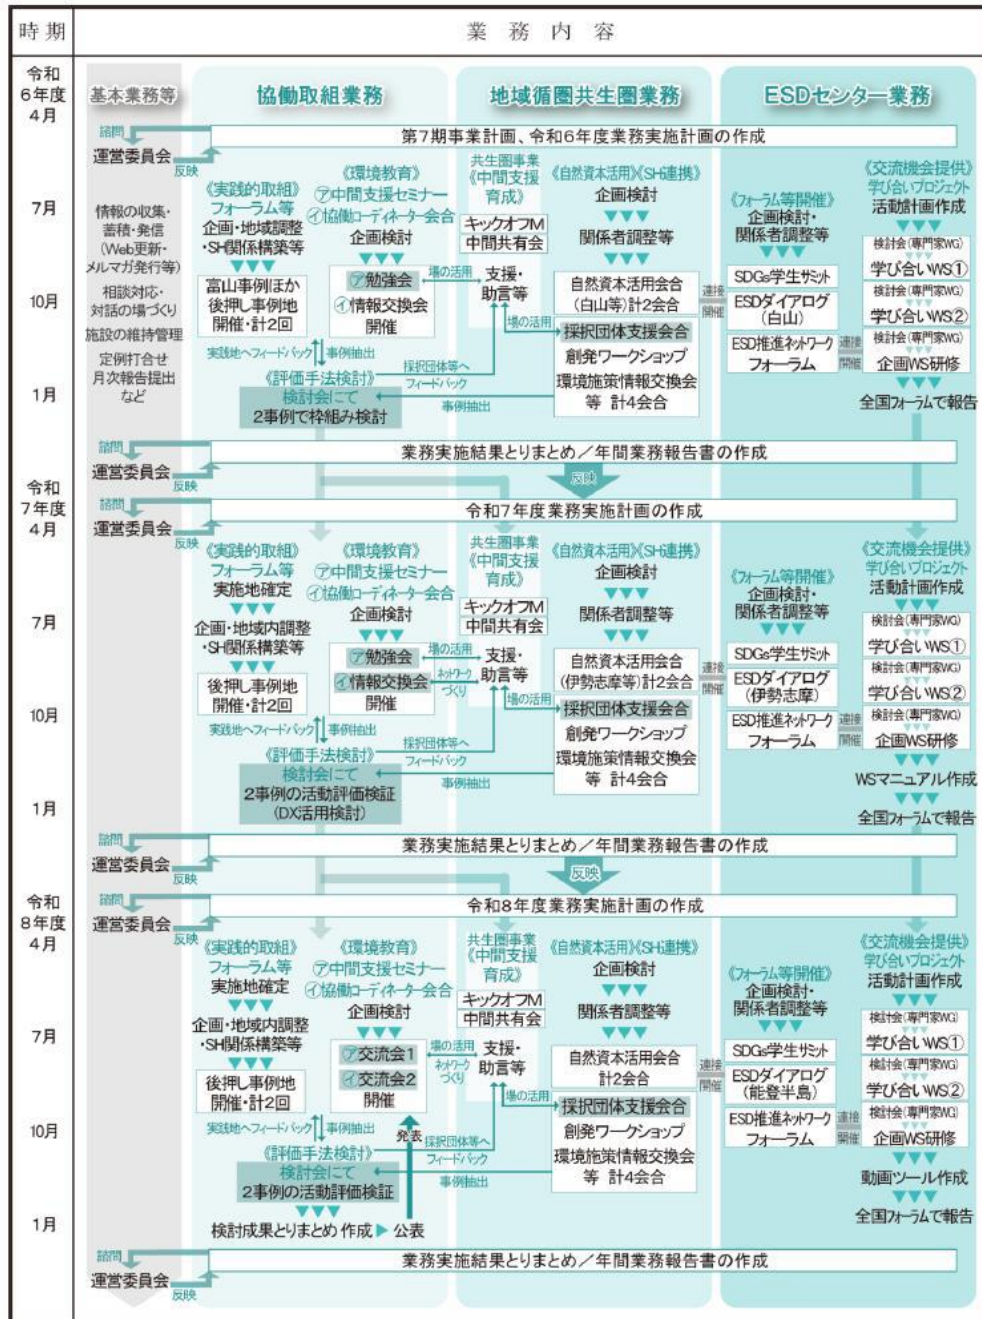 時期
業務内容
令和
6年度
4月
基本業務等
協働取組業務
地域循圏共生圏業務
ESDセンター業務
諮問
運営委員会
反映
第7期事業計画、令和6年度業務実施計画の作成
7月
情報の収集・
蓄積・発信
(Web更新・
メルマガ発行等)
相談対応・
対話の場づくり
施設の維持管理
定例打合せ
月次報告提出
など
10月
1月
《実践的取組》
フォーラム等
企画・地域調整
・SH関係構築等
富山事例ほか
後押し事例地
開催・計2回
《環境教育》
㋐中間支援セミナー
㋑協働コーディネーター会合
企画検討
㋐勉強会
㋑情報交換会
開催
場の活用
実践地へフィードバック
事例抽出
《評価手法検討》
検討会にて
2事例で枠組み検討
採択団体等へ
フィードバック
事例抽出
共生圏事業
《中間支援
育成》
キックオフM
中間共有会
支援・
助言等
場の活用
《自然資本活用》《SH連携》
企画検討
関係者調整等
自然資本活用会合
(白山等)計2会合
採択団体支援会合
創発ワークショップ
環境施策情報交換会
等 計4会合
連接
開催
《フォーラム等開催》
企画検討・
関係者調整等
SDGs学生サミット
ESDダイアログ
(白山)
ESD推進ネットワーク
フォーラム
連接
開催
《交流機会提供》
学び合いプロジェクト
活動計画作成
検討会(専門家WG)
学び合いWS①
検討会(専門家WG)
学び合いWS②
検討会(専門家WG)
企画WS研修
全国フォーラムで報告
諮問
運営委員会
反映
業務実施結果とりまとめ／年間業務報告書の作成
反映
令和
7年度
4月
諮問
運営委員会
反映
令和7年度業務実施計画の作成
7月
10月
1月
《実践的取組》
フォーラム等
実施地確定
企画・地域内調整
・SH関係構築等
後押し事例地
開催・計2回
《環境教育》
㋐中間支援セミナー
㋑協働コーディネーター会合
企画検討
㋐勉強会
㋑情報交換会
開催
場の活用
ネットワーク
づくり
実践地へフィードバック
事例抽出
《評価手法検討》
検討会にて
2事例の活動評価検証
(DX活用検討)
採択団体等へ
フィードバック
事例抽出
共生圏事業
《中間支援
育成》
キックオフM
中間共有会
支援・
助言等
場の活用
《自然資本活用》《SH連携》
企画検討
関係者調整等
自然資本活用会合
(伊勢志摩等)計2会合
採択団体支援会合
創発ワークショップ
環境施策情報交換会
等 計4会合
連接
開催
《フォーラム等開催》
企画検討・
関係者調整等
SDGs学生サミット
ESDダイアログ
(伊勢志摩)
ESD推進ネットワーク
フォーラム
連接
開催
《交流機会提供》
学び合いプロジェクト
活動計画作成
検討会(専門家WG)
学び合いWS①
検討会(専門家WG)
学び合いWS②
検討会(専門家WG)
企画WS研修
WSマニュアル作成
全国フォーラムで報告
諮問
運営委員会
反映
業務実施結果とりまとめ／年間業務報告書の作成
反映
令和
8年度
4月
諮問
運営委員会
反映
令和8年度業務実施計画の作成
7月
10月
1月
《実践的取組》
フォーラム等
実施地確定
企画・地域内調整
・SH関係構築等
後押し事例地
開催・計2回
《環境教育》
㋐中間支援セミナー
㋑協働コーディネーター会合
企画検討
㋐交流会1
㋑交流会2
開催
場の活用
ネットワーク
づくり
実践地へフィードバック
事例抽出
発表
《評価手法検討》
検討会にて
2事例の活動評価検証
採択団体等へ
フィードバック
事例抽出
検討成果とりまとめ 作成 ▶ 公表
共生圏事業
《中間支援
育成》
キックオフM
中間共有会
支援・
助言等
場の活用
《自然資本活用》《SH連携》
企画検討
関係者調整等
自然資本活用会合
計2会合
採択団体支援会合
創発ワークショップ
環境施策情報交換会
等 計4会合
連接
開催
《フォーラム等開催》
企画検討・
関係者調整等
SDGs学生サミット
ESDダイアログ
(能登半島)
ESD推進ネットワーク
フォーラム
連接
開催
《交流機会提供》
学び合いプロジェクト
活動計画作成
検討会(専門家WG)
学び合いWS①
検討会(専門家WG)
学び合いWS②
検討会(専門家WG)
企画WS研修
動画ツール作成
全国フォーラムで報告
諮問
運営委員会
反映
業務実施結果とりまとめ／年間業務報告書の作成